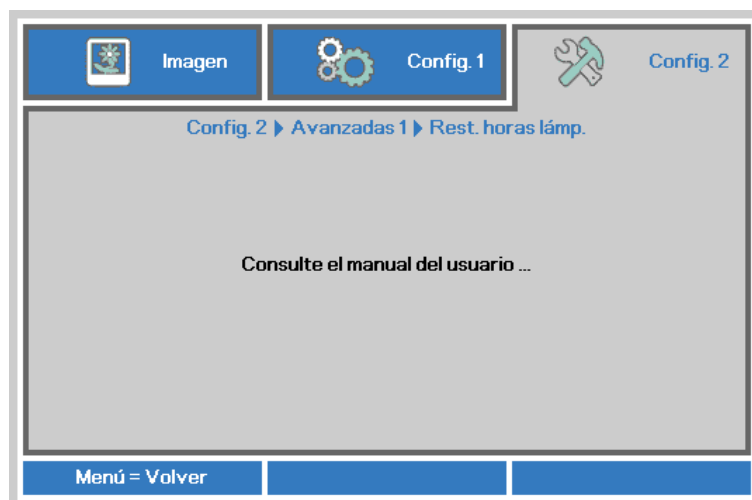 Imagen
Config. 1
Config. 2
Config. 2 ▶ Avanzadas 1 ▶ Rest. horas lámp.
Consulte el manual del usuario ...
Menú = Volver